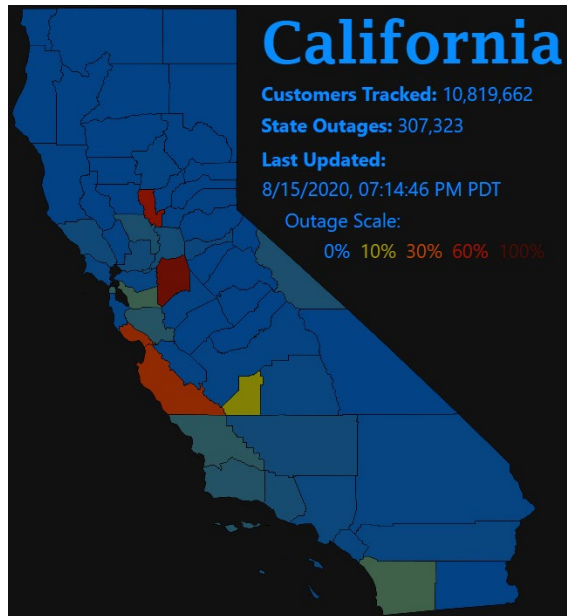 California
Customers Tracked: 10,819,662
State Outages: 307,323
Last Updated:
8/15/2020, 07:14:46 PM PDT
Outage Scale:
0% 10% 30% 60% 100%